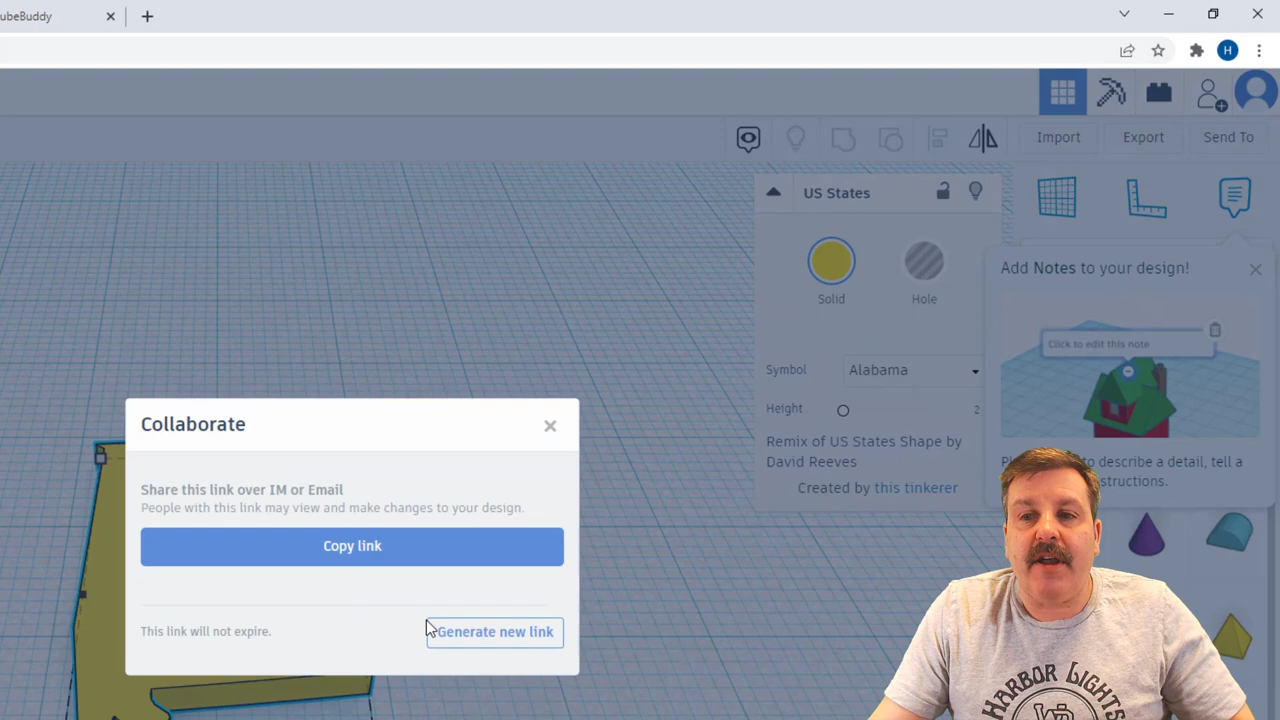 ubeBuddy
H
Import
Export
Send To
US States
Solid
Hole
Symbol
Alabama
Height
2
Remix of US States Shape by
David Reeves
Created by this tinkerer
Add Notes to your design!
Click to edit this note
to describe a detail, tell a
structions.
Collaborate
Share this link over IM or Email
People with this link may view and make changes to your design.
Copy link
This link will not expire.
Generate new link
HARBOR LIGHTS